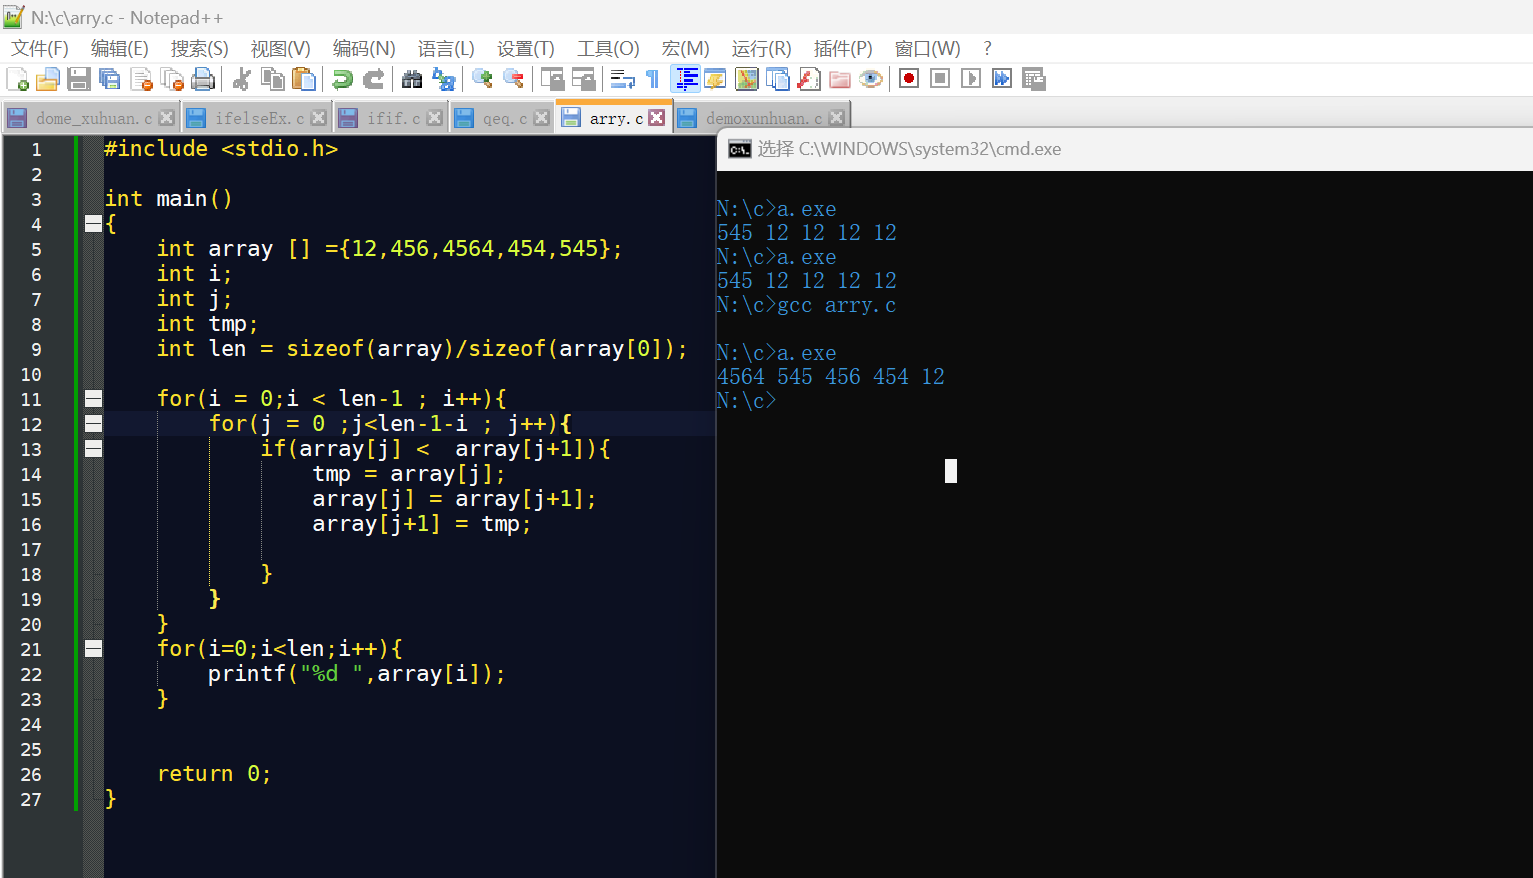 N:\c\arry.c - Notepad++
文件(F) 编辑(E) 搜索(S) 视图(V) 编码(N) 语言(L) 设置(T) 工具(O) 宏(M) 运行(R) 插件(P) 窗口(W) ?
dome_xuhuan.c ifelseEx.c ifif.c qeq.c arry.c demoxunhuan.c
1 #include <stdio.h>
2
3 int main()
4 {
5 int array [] ={12,456,4564,454,545};
6 int i;
7 int j;
8 int tmp;
9 int len = sizeof(array)/sizeof(array[0]);
10
11 for(i = 0;i < len-1 ; i++){
12 for(j = 0 ;j<len-1-i ; j++){
13 if(array[j] <  array[j+1]){
14 tmp = array[j];
15 array[j] = array[j+1];
16 array[j+1] = tmp;
17
18 }
19 }
20 }
21 for(i=0;i<len;i++){
22 printf("%d ",array[i]);
23 }
24
25
26 return 0;
27 }
选择 C:\WINDOWS\system32\cmd.exe
N:\c>a.exe
545 12 12 12 12
N:\c>a.exe
545 12 12 12 12
N:\c>gcc arry.c
N:\c>a.exe
4564 545 456 454 12
N:\c>